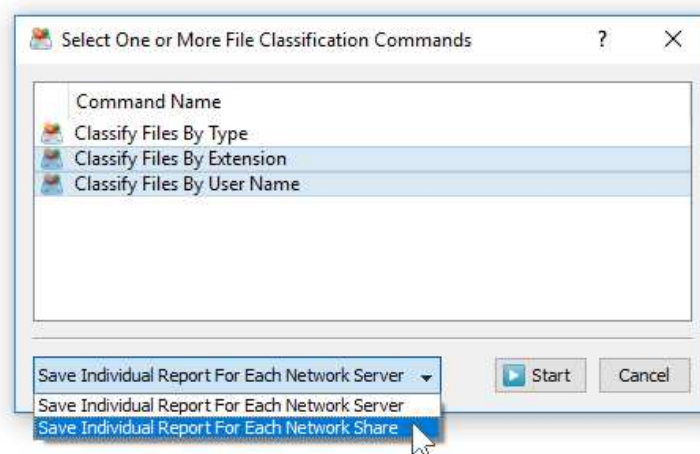 Select One or More File Classification Commands ?
Command Name
Classify Files By Type
Classify Files By Extension
Classify Files By User Name
Save Individual Report For Each Network Server Start Cancel
Save Individual Report For Each Network Server
Save Individual Report For Each Network Share